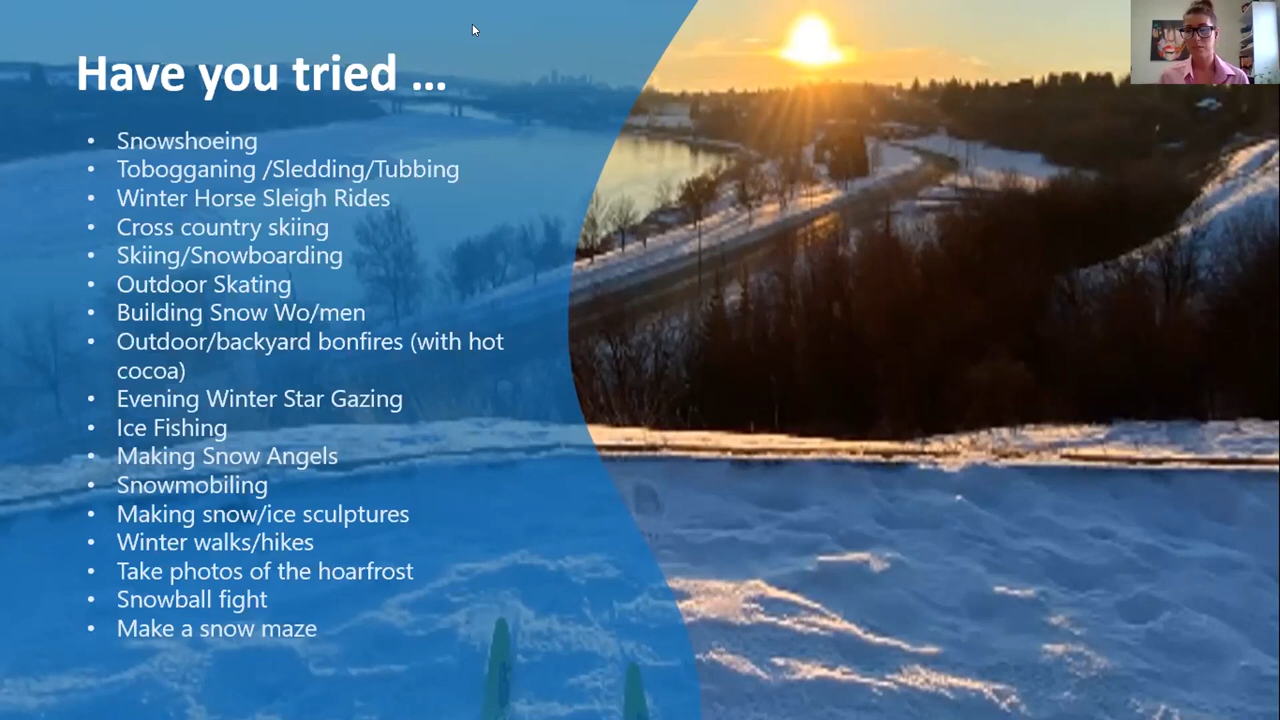 Have you tried ...
• Snowshoeing
• Tobogganing /Sledding/Tubbing
• Winter Horse Sleigh Rides
• Cross country skiing
• Skiing/Snowboarding
• Outdoor Skating
• Building Snow Wo/men
• Outdoor/backyard bonfires (with hot
cocoa)
• Evening Winter Star Gazing
• Ice Fishing
• Making Snow Angels
• Snowmobiling
• Making snow/ice sculptures
• Winter walks/hikes
• Take photos of the hoarfrost
• Snowball fight
• Make a snow maze